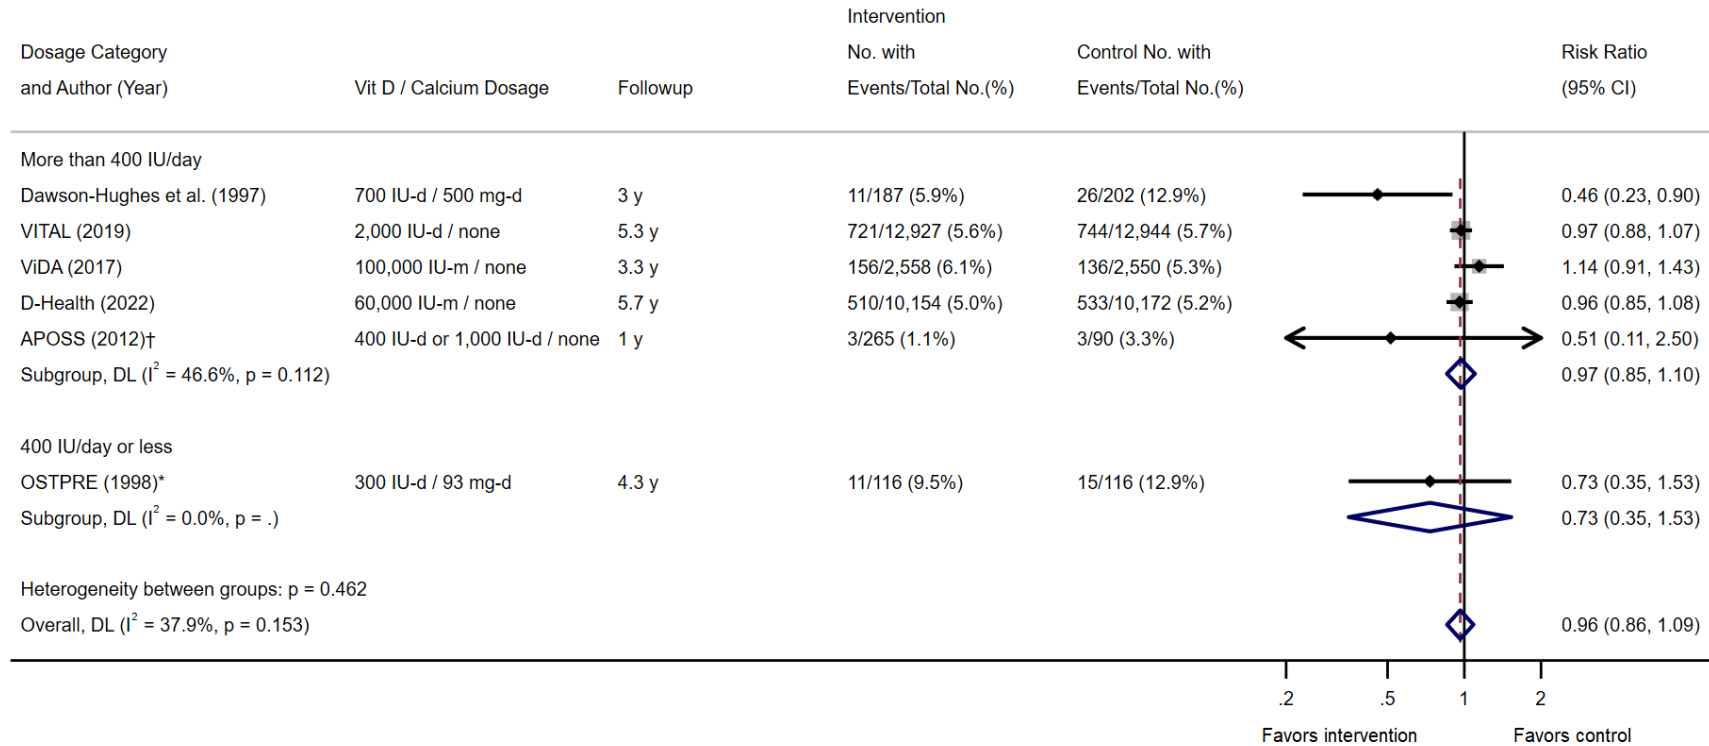 Intervention
Dosage Category No. with Control No. with Risk Ratio
and Author (Year) Vit D / Calcium Dosage Followup Events/Total No.(%) Events/Total No.(%) (95% CI)
More than 400 IU/day
Dawson-Hughes et al. (1997) 700 IU-d / 500 mg-d 3 y 11/187 (5.9%) 26/202 (12.9%) 0.46 (0.23, 0.90)
VITAL (2019) 2,000 IU-d / none 5.3 y 721/12,927 (5.6%) 744/12,944 (5.7%) 0.97 (0.88, 1.07)
ViDA (2017) 100,000 IU-m / none 3.3 y 156/2,558 (6.1%) 136/2,550 (5.3%) 1.14 (0.91, 1.43)
D-Health (2022) 60,000 IU-m / none 5.7 y 510/10,154 (5.0%) 533/10,172 (5.2%) 0.96 (0.85, 1.08)
APOSS (2012)† 400 IU-d or 1,000 IU-d / none 1 y 3/265 (1.1%) 3/90 (3.3%) 0.51 (0.11, 2.50)
Subgroup, DL (I² = 46.6%, p = 0.112) 0.97 (0.85, 1.10)
400 IU/day or less
OSTPRE (1998)* 300 IU-d / 93 mg-d 4.3 y 11/116 (9.5%) 15/116 (12.9%) 0.73 (0.35, 1.53)
Subgroup, DL (I² = 0.0%, p = .) 0.73 (0.35, 1.53)
Heterogeneity between groups: p = 0.462
Overall, DL (I² = 37.9%, p = 0.153) 0.96 (0.86, 1.09)
.2 .5 1 2
Favors intervention Favors control